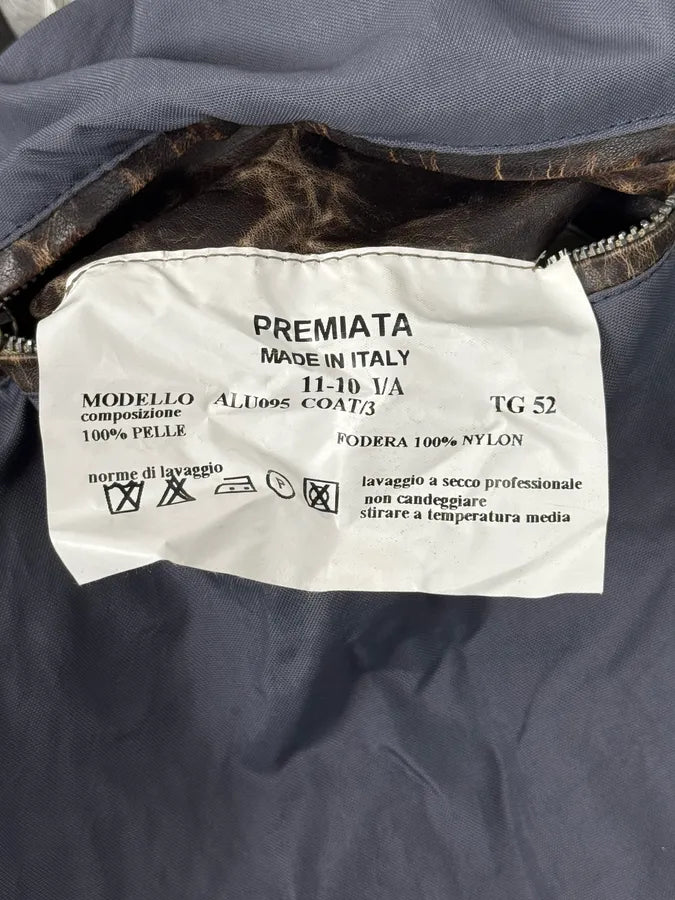 PREMIATA
MADE IN ITALY
11-10 I/A
MODELLO ALU095 COAT/3 TG 52
composizione
100% PELLE
FODERA 100% NYLON
norme di lavaggio
P
lavaggio a secco professionale
non candeggiare
stirare a temperatura media